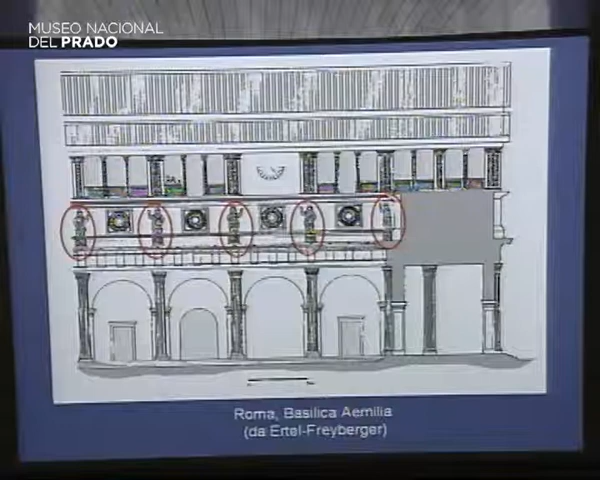 MUSEO NACIONAL
DEL PRADO
Roma, Basilica Aemilia
(da Ertel-Freyberger)